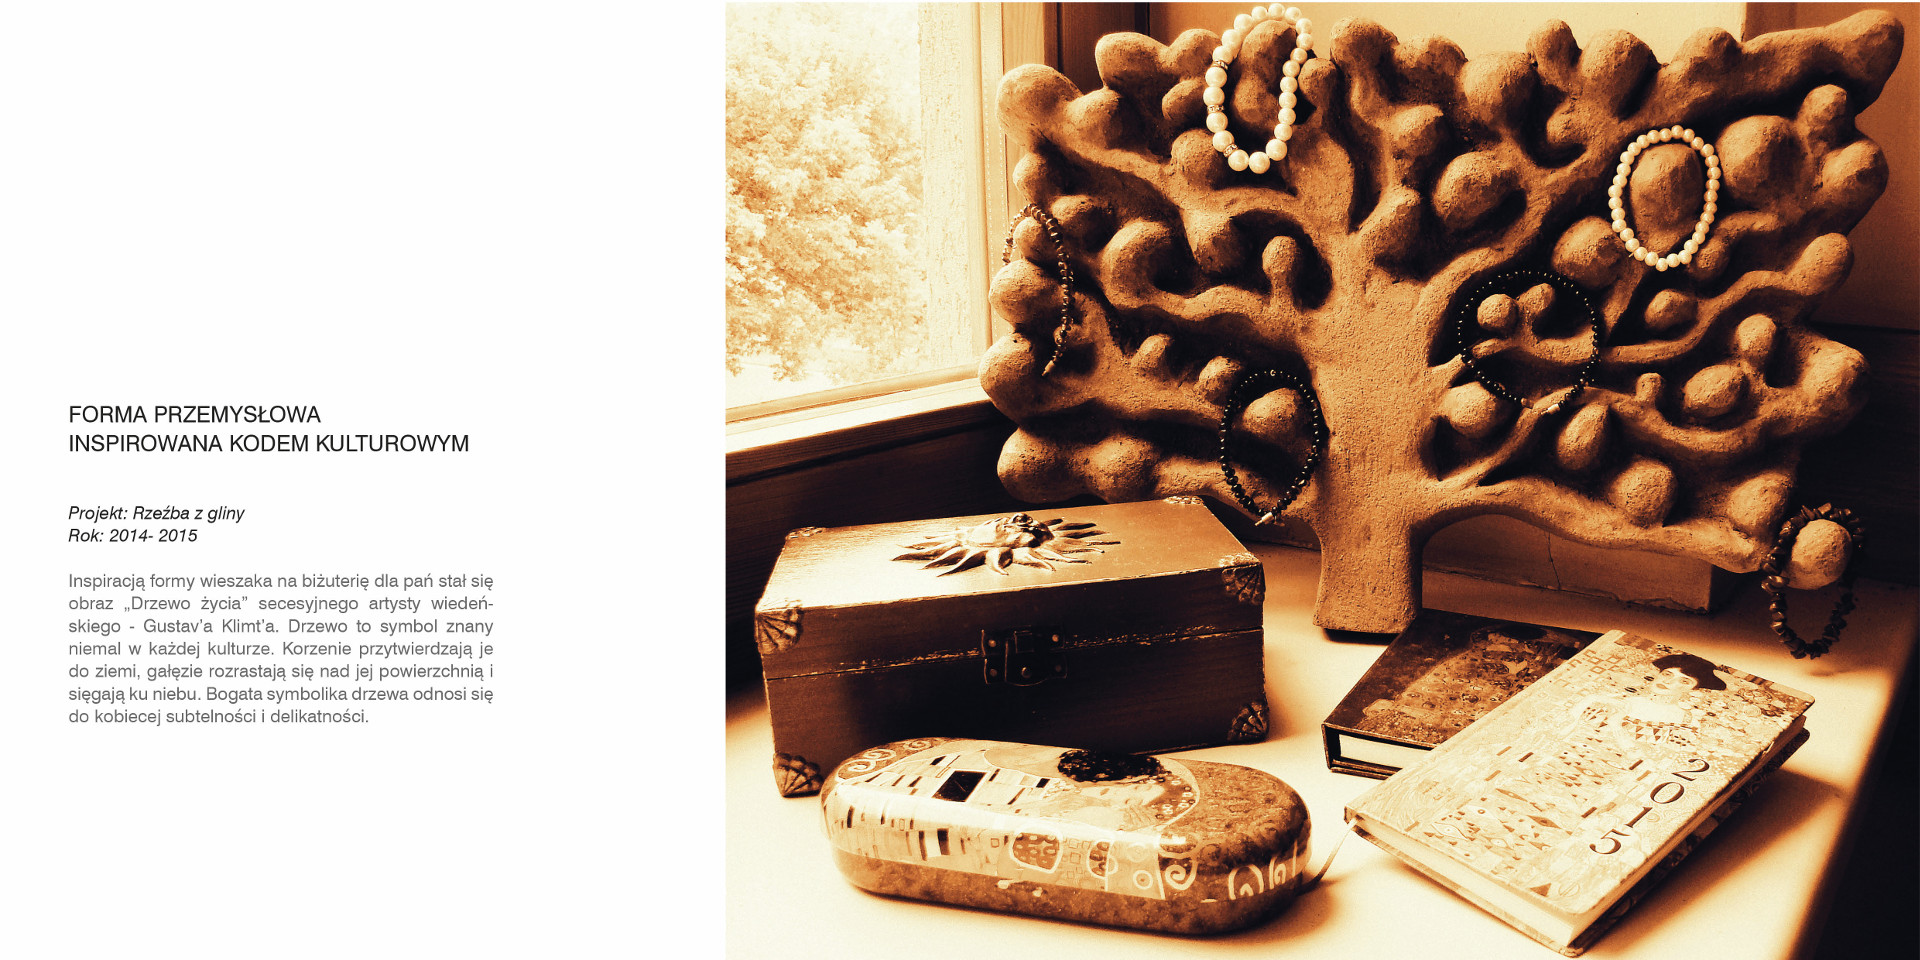 FORMA PRZEMYSŁOWA
INSPIROWANA KODEM KULTUROWYM
Projekt: Rzeźba z gliny
Rok: 2014- 2015
Inspiracją formy wieszaka na biżuterię dla pań stał się
obraz „Drzewo życia” secesyjnego artysty wiedeń-
skiego - Gustav’a Klimt’a. Drzewo to symbol znany
niemal w każdej kulturze. Korzenie przytwierdzają je
do ziemi, gałęzie rozrastają się nad jej powierzchnią i
sięgają ku niebu. Bogata symbolika drzewa odnosi się
do kobiecej subtelności i delikatności.
2015